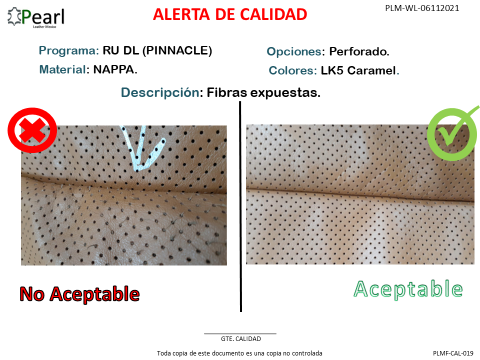 Pearl
ALERTA DE CALIDAD
PLM-WL-06112021
Programa: RU DL (PINNACLE)
Opciones: Perforado.
Material: NAPPA.
Colores: LK5 Caramel.
Descripción: Fibras expuestas.
No Aceptable
Aceptable
GTE. CALIDAD
Toda copia de este documento es una copia no controlada
PLMF-CAL-019